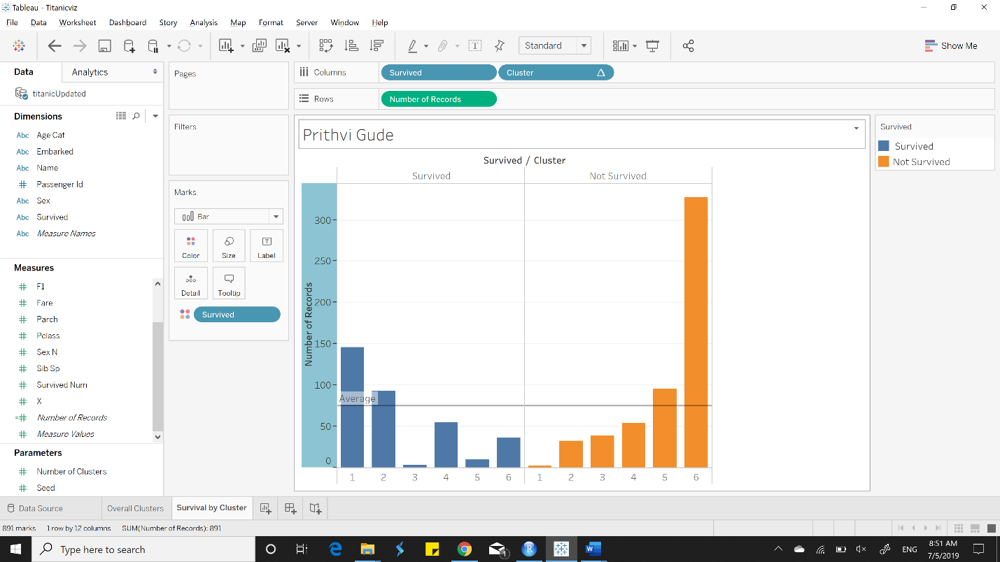 Tableau - Titanicviz
File Data Worksheet Dashboard Story Analysis Map Format Server Window Help
Standard
Show Me
Data Analytics
titanicUpdated
Dimensions
Abc Age Cat
Abc Embarked
Abc Name
# Passenger Id
Abc Sex
Abc Survived
Abc Measure Names
Measures
# F1
# Fare
# Parch
# Pclass
# Sex N
# Sib Sp
# Survived Num
# X
=# Number of Records
# Measure Values
Parameters
# Number of Clusters
# Seed
Pages
Filters
Marks
Bar
Color Size Label
Detail Tooltip
Survived
Columns Survived Cluster Δ
Rows Number of Records
Prithvi Gude
Survived / Cluster
Survived Not Survived
Number of Records
300
250
200
150
100
50
0
Average
1 2 3 4 5 6 1 2 3 4 5 6
Survived
Survived
Not Survived
Data Source Overall Clusters Survival by Cluster
891 marks 1 row by 12 columns SUM(Number of Records): 891
Type here to search
1
ENG
8:51 AM
7/5/2019